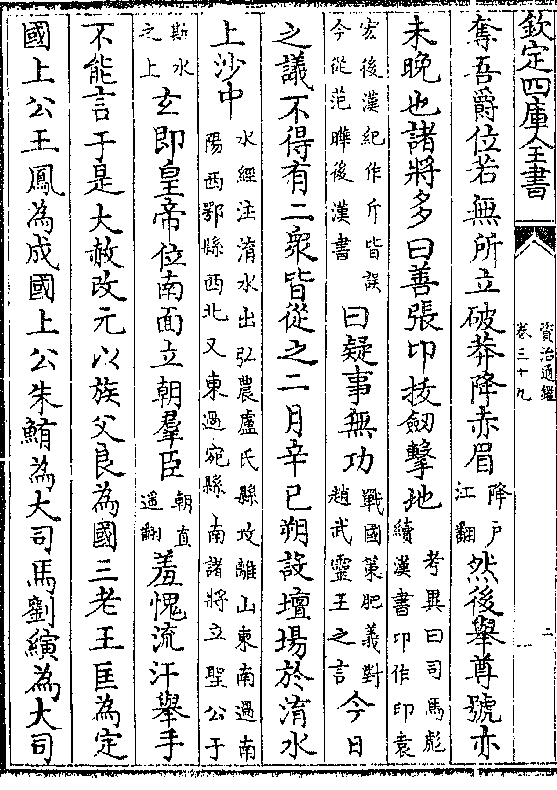 欽定四庫全書
資治通鑑
卷三十九
二
奪吾爵位若無所立破莽降赤眉降戶江翻然後舉尊號亦
未晚也諸將多曰善張印拔劔擊地考異曰司馬彪續漢書印作印袁
宏後漢紀作斤皆誤今從范曄後漢書曰疑事無功戰國策肥義對趙武靈王之言今日
之議不得有二衆皆從之二月辛巳朔設壇場於淯水
上沙中水經注淯水出弘農盧氏縣攻離山東南過南陽西鄂縣西北又東過宛縣南諸將立聖公于
斯水之上玄即皇帝位南面立朝羣臣朝直遥翻羞愧流汗舉手
不能言于是大赦改元以族父良為國三老王匡為定
國上公王鳳為成國上公朱鮪為大司馬劉縯為大司